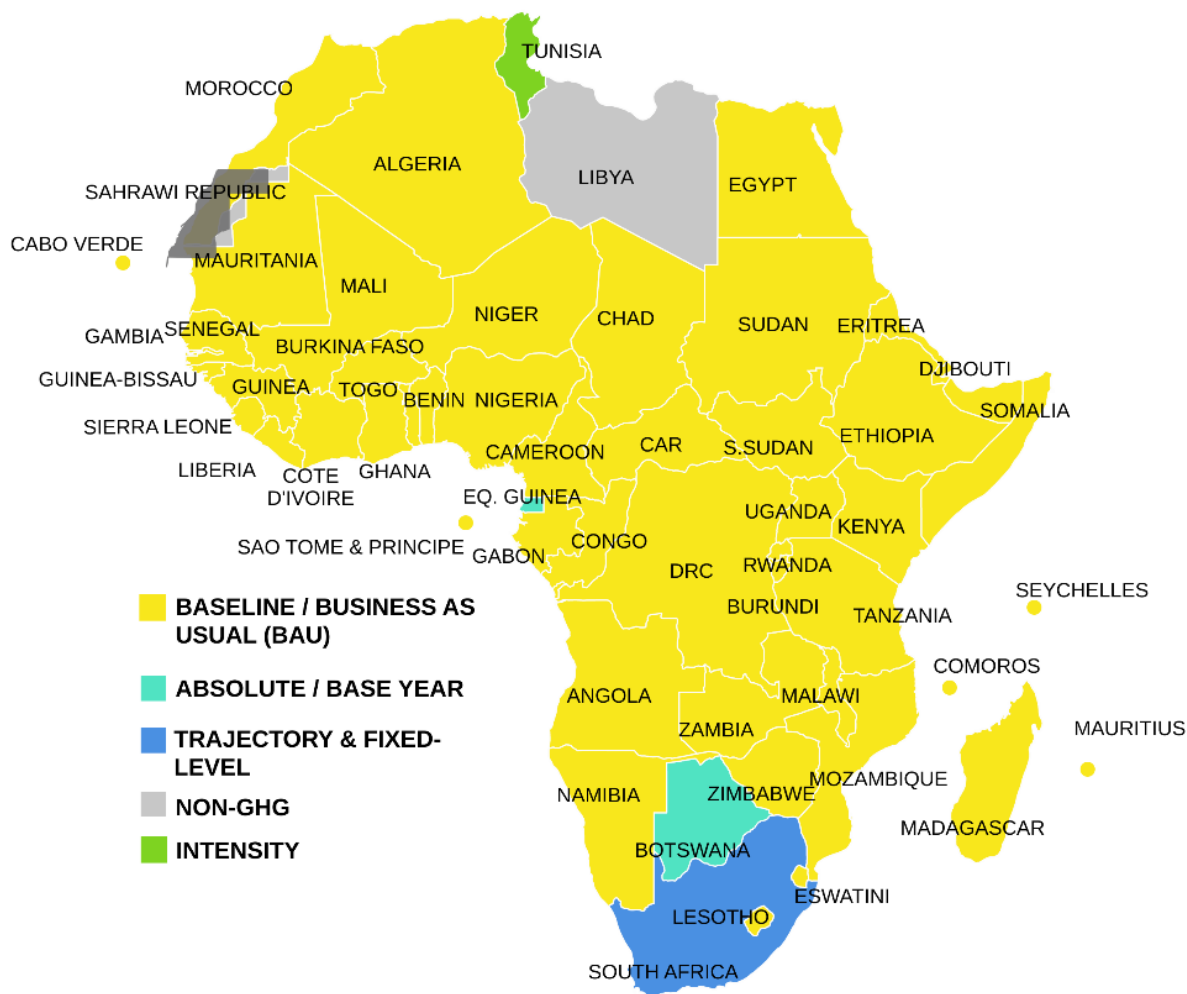 TUNISIA
MOROCCO
ALGERIA
LIBYA
EGYPT
SAHRAWI REPUBLIC
CABO VERDE
MAURITANIA
MALI
NIGER
CHAD
SUDAN
ERITREA
GAMBIA
SENEGAL
BURKINA FASO
DJIBOUTI
GUINEA-BISSAU
GUINEA
TOGO
BENIN
NIGERIA
SOMALIA
SIERRA LEONE
CAMEROON
CAR
S.SUDAN
ETHIOPIA
LIBERIA
COTE
D'IVOIRE
GHANA
EQ. GUINEA
UGANDA
KENYA
SAO TOME & PRINCIPE
GABON
CONGO
DRC
RWANDA
BURUNDI
TANZANIA
SEYCHELLES
COMOROS
ANGOLA
MALAWI
ZAMBIA
MAURITIUS
NAMIBIA
ZIMBABWE
MOZAMBIQUE
MADAGASCAR
BOTSWANA
ESWATINI
LESOTHO
SOUTH AFRICA
BASELINE / BUSINESS AS
USUAL (BAU)
ABSOLUTE / BASE YEAR
TRAJECTORY & FIXED-
LEVEL
NON-GHG
INTENSITY